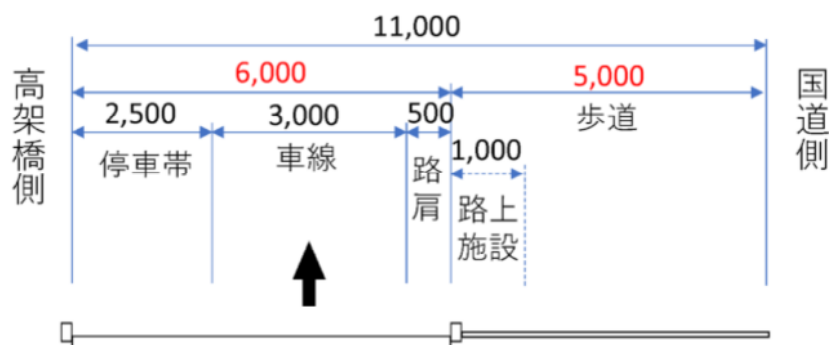 11,000
6,000
5,000
2,500
3,000
500
歩道
停車帯
車線
路肩
1,000
路上
施設
高架橋側
国道側